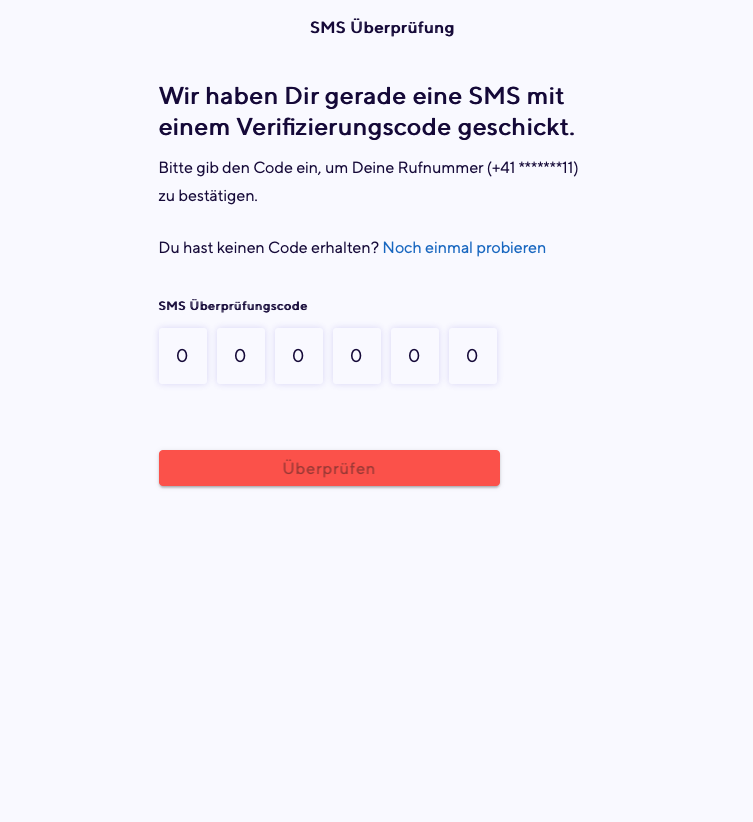 SMS Überprüfung
Wir haben Dir gerade eine SMS mit
einem Verifizierungscode geschickt.
Bitte gib den Code ein, um Deine Rufnummer (+41 *******11)
zu bestätigen.
Du hast keinen Code erhalten? Noch einmal probieren
SMS Überprüfungscode
0 0 0 0 0 0
Überprüfen